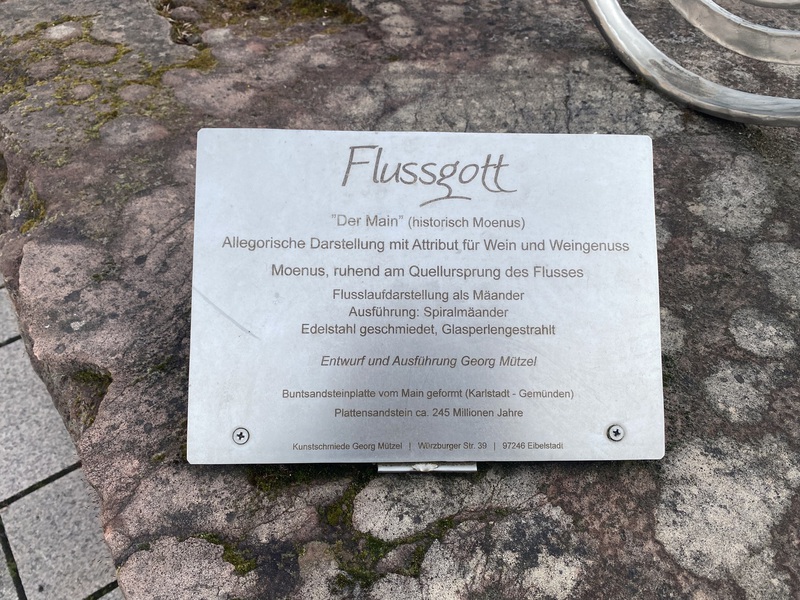 Flussgott
"Der Main" (historisch Moenus)
Allegorische Darstellung mit Attribut für Wein und Weingenuss
Moenus, ruhend am Quellursprung des Flusses
Flusslaufdarstellung als Mäander
Ausführung: Spiralmäander
Edelstahl geschmiedet, Glasperlengestrahlt
Entwurf und Ausführung Georg Mützel
Buntsandsteinplatte vom Main geformt (Karlstadt - Gemünden)
Plattensandstein ca. 245 Millionen Jahre
Kunstschmiede Georg Mützel | Würzburger Str. 39 | 97246 Eibelstadt